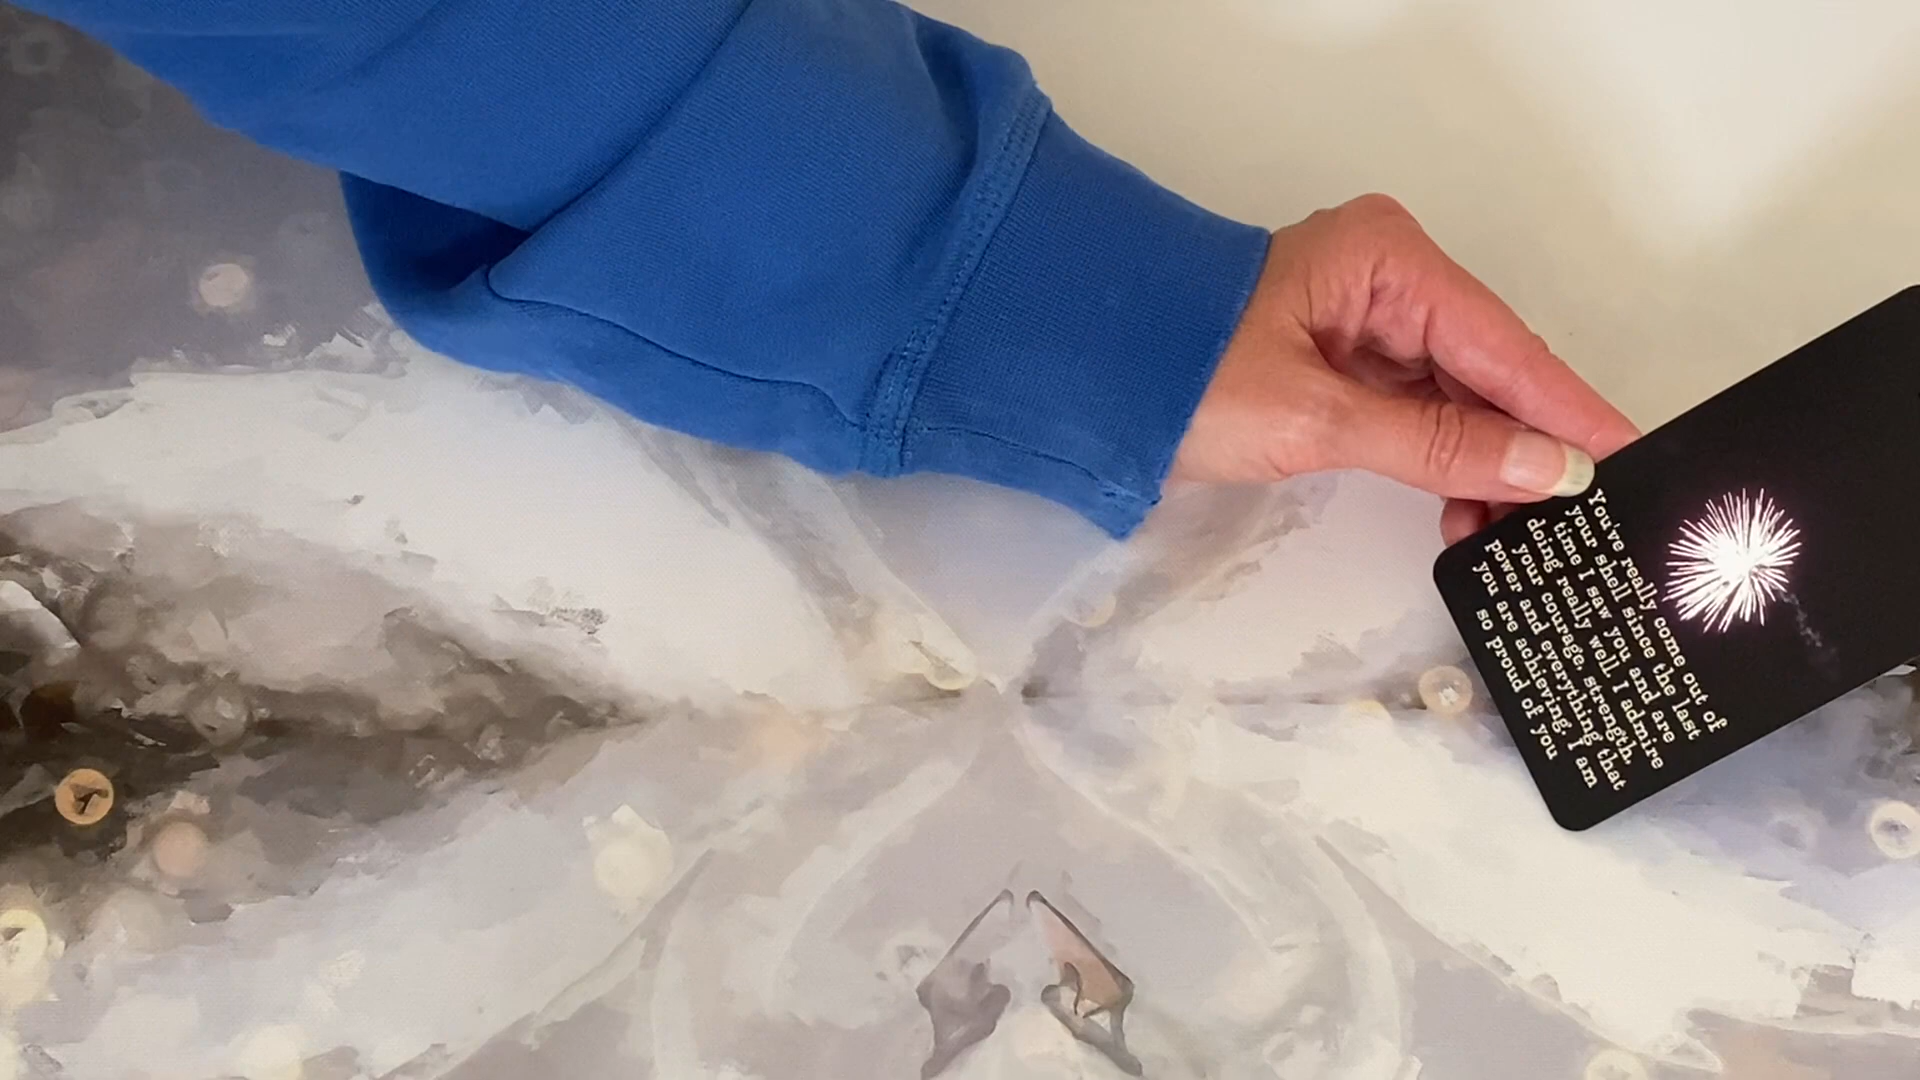 You've really come out of
your shell since the last
time I saw you and are
doing really well. I admire
your courage, strength,
power and everything that
you are achieving. I am
so proud of you